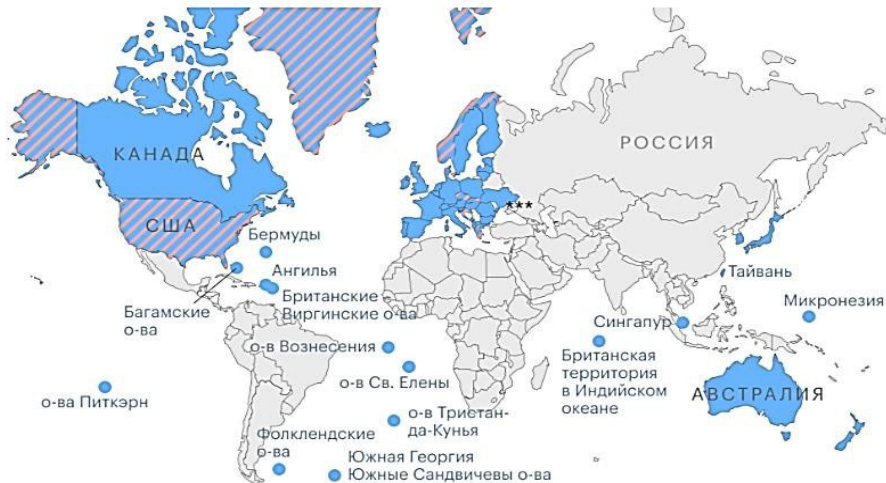 КАНАДА
РОССИЯ
США
***
Бермуды
Ангилья
Багамские
о-ва
Британские
Виргинские о-ва
Тайвань
Микронезия
Сингапур
о-в Вознесения
Британская
территория
в Индийском
океане
о-в Св. Елены
о-ва Питкэрн
АВСТРАЛИЯ
о-в Тристан-
да-Кунья
Фолклендские
о-ва
Южная Георгия
Южные Сандвичевы о-ва